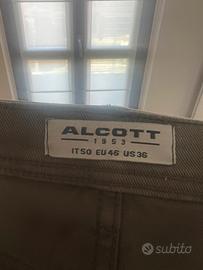 ALCOTT
1953
IT50 EU46 US36
subito